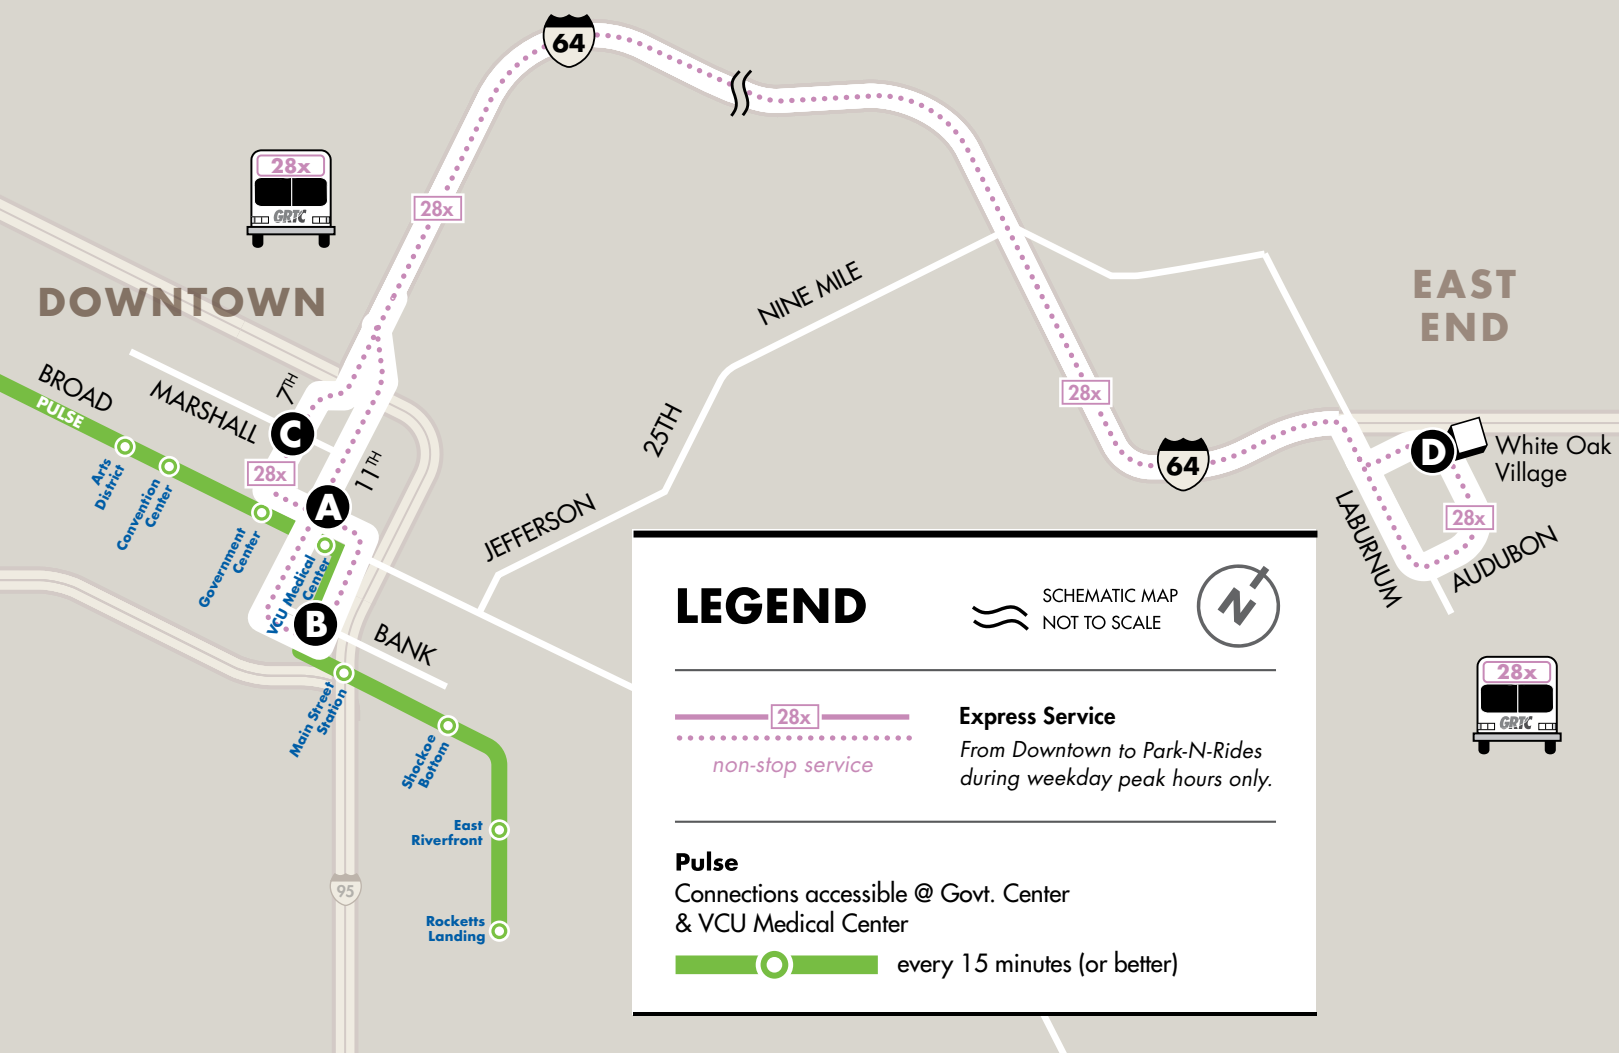 64
28x
GRTC
28x
DOWNTOWN
EAST
END
NINE MILE
BROAD
PULSE
MARSHALL
7TH
C
28x
11TH
A
25TH
JEFFERSON
28x
64
D
White Oak
Village
28x
LABURNUM
AUDUBON
Arts
District
Convention
Center
Government
Center
VCU Medical
Center
B
BANK
Main Street
Station
Shockoe
Bottom
East
Riverfront
95
Rocketts
Landing
28x
GRTC
LEGEND
SCHEMATIC MAP
NOT TO SCALE
N
28x
non-stop service
Express Service
From Downtown to Park-N-Rides
during weekday peak hours only.
Pulse
Connections accessible @ Govt. Center
& VCU Medical Center
every 15 minutes (or better)